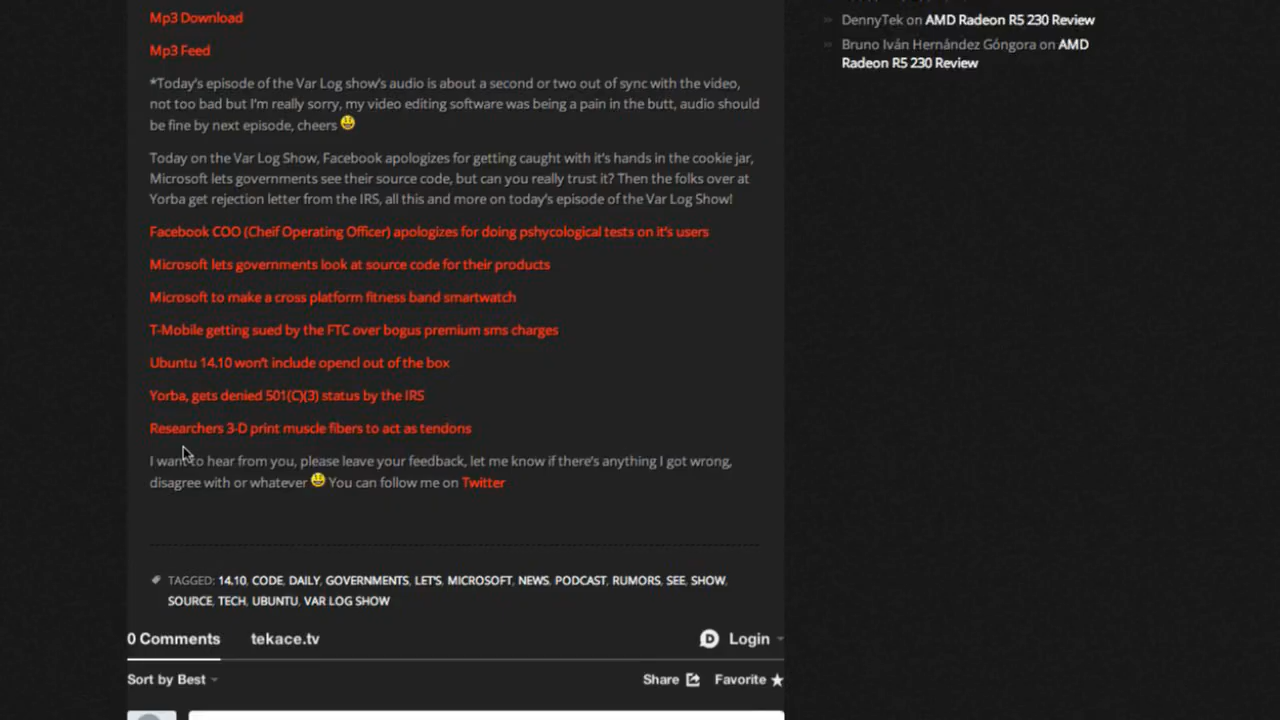 Mp3 Download
Mp3 Feed
*Today's episode of the Var Log show's audio is about a second or two out of sync with the video,
not too bad but I'm really sorry, my video editing software was being a pain in the butt, audio should
be fine by next episode, cheers
Today on the Var Log Show, Facebook apologizes for getting caught with it's hands in the cookie jar,
Microsoft lets governments see their source code, but can you really trust it? Then the folks over at
Yorba get rejection letter from the IRS, all this and more on today's episode of the Var Log Show!
Facebook COO (Cheif Operating Officer) apologizes for doing pshycological tests on it's users
Microsoft lets governments look at source code for their products
Microsoft to make a cross platform fitness band smartwatch
T-Mobile getting sued by the FTC over bogus premium sms charges
Ubuntu 14.10 won't include opencl out of the box
Yorba, gets denied 501(C)(3) status by the IRS
Researchers 3-D print muscle fibers to act as tendons
I want to hear from you, please leave your feedback, let me know if there's anything I got wrong,
disagree with or whatever You can follow me on Twitter
TAGGED: 14.10, CODE, DAILY, GOVERNMENTS, LET'S, MICROSOFT, NEWS, PODCAST, RUMORS, SEE, SHOW,
SOURCE, TECH, UBUNTU, VAR LOG SHOW
0 Comments tekace.tv Login
Sort by Best Share Favorite
DennyTek on AMD Radeon R5 230 Review
Bruno Iván Hernández Góngora on AMD
Radeon R5 230 Review